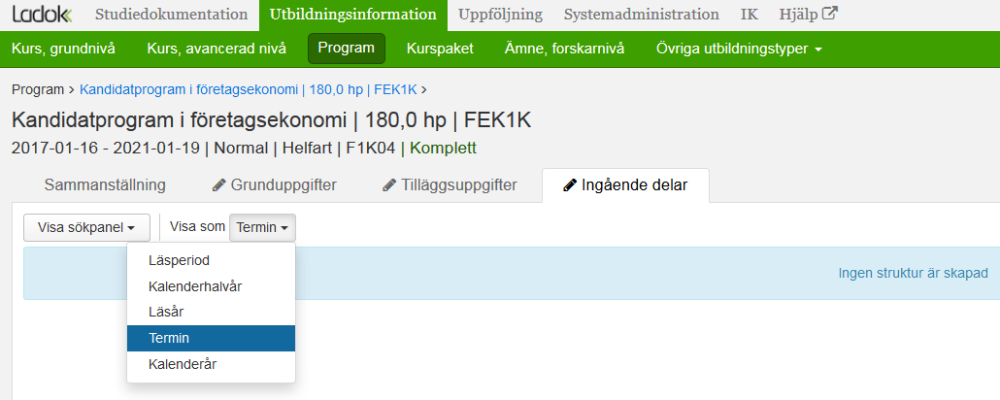 Ladok Studiedokumentation Utbildningsinformation Uppföljning Systemadministration IK Hjälp
Kurs, grundnivå Kurs, avancerad nivå Program Kurspaket Ämne, forskarnivå Övriga utbildningstyper
Program > Kandidatprogram i företagsekonomi | 180,0 hp | FEK1K >
Kandidatprogram i företagsekonomi | 180,0 hp | FEK1K
2017-01-16 - 2021-01-19 | Normal | Helfart | F1K04 | Komplett
Sammanställning Grunduppgifter Tilläggsuppgifter Ingående delar
Visa sökpanel Visa som Termin
Läsperiod
Ingen struktur är skapad
Kalenderhalvår
Läsår
Termin
Kalenderår